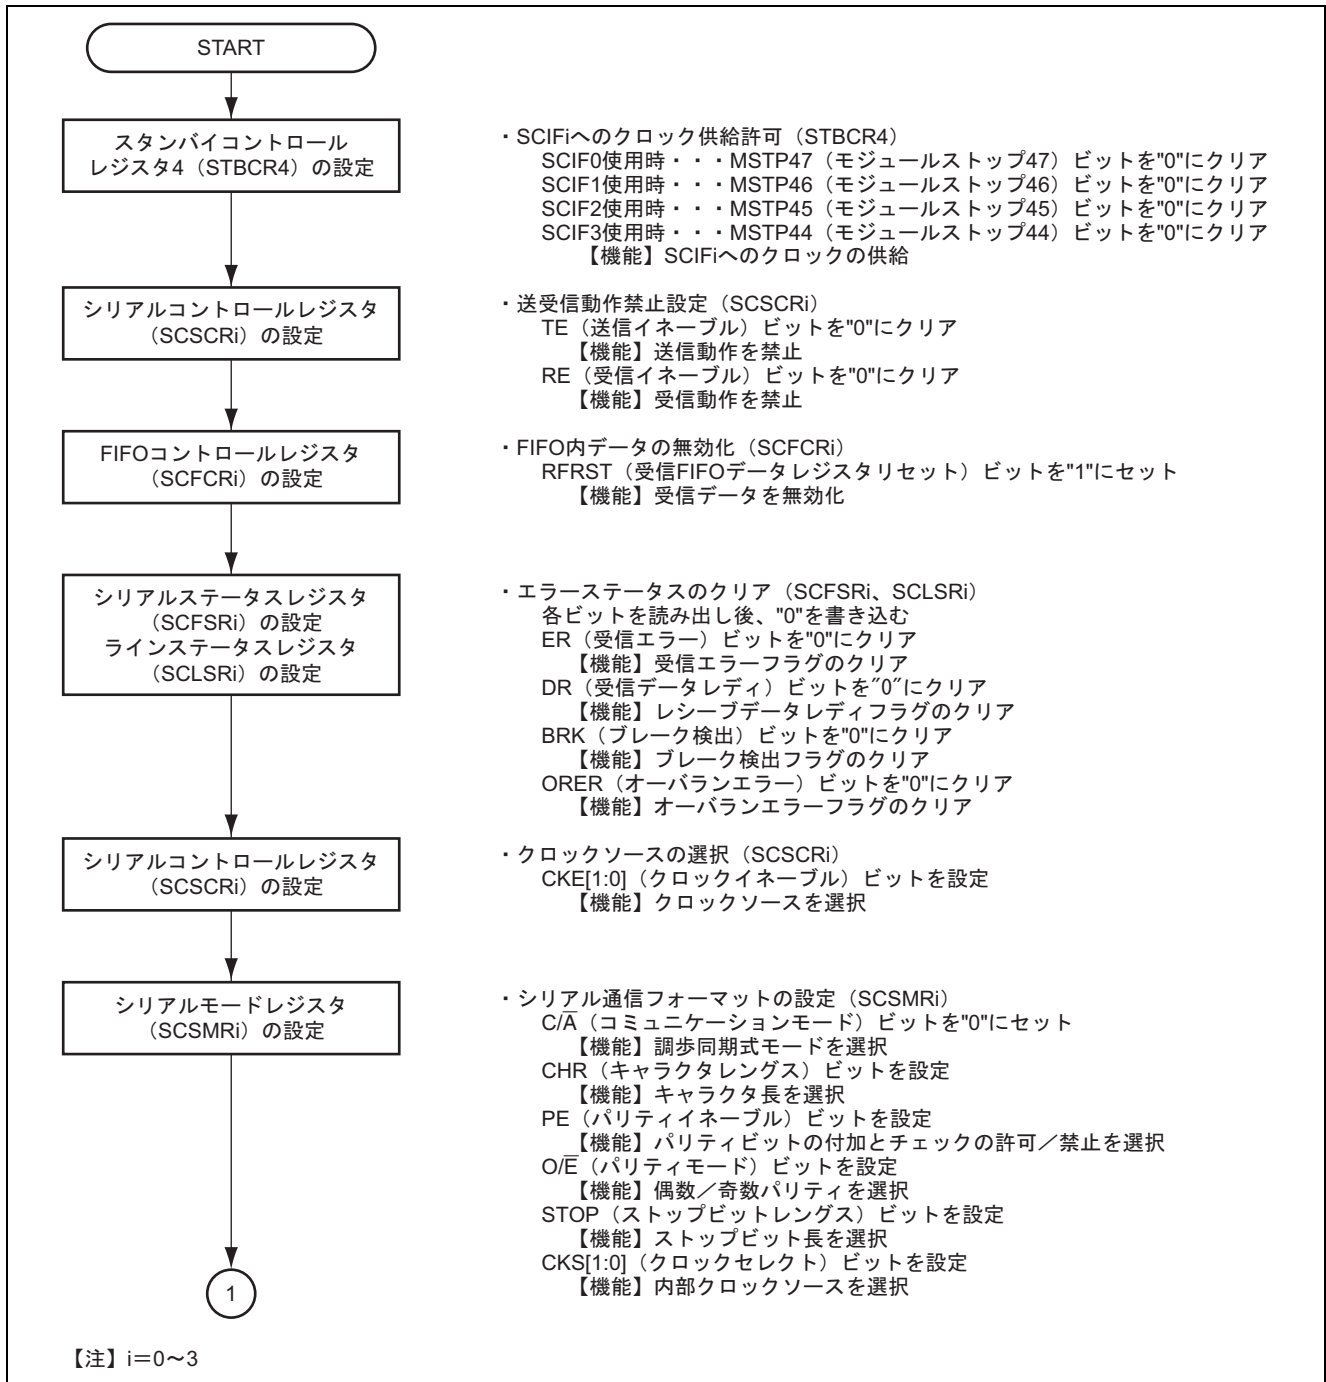 START
スタンバイコントロール
レジスタ4（STBCR4）の設定
・SCIFiへのクロック供給許可（STBCR4）
SCIF0使用時・・・MSTP47（モジュールストップ47）ビットを"0"にクリア
SCIF1使用時・・・MSTP46（モジュールストップ46）ビットを"0"にクリア
SCIF2使用時・・・MSTP45（モジュールストップ45）ビットを"0"にクリア
SCIF3使用時・・・MSTP44（モジュールストップ44）ビットを"0"にクリア
【機能】SCIFiへのクロックの供給
シリアルコントロールレジスタ
（SCSCRi）の設定
・送受信動作禁止設定（SCSCRi）
TE（送信イネーブル）ビットを"0"にクリア
【機能】送信動作を禁止
RE（受信イネーブル）ビットを"0"にクリア
【機能】受信動作を禁止
FIFOコントロールレジスタ
（SCFCRi）の設定
・FIFO内データの無効化（SCFCRi）
RFRST（受信FIFOデータレジスタリセット）ビットを"1"にセット
【機能】受信データを無効化
シリアルステータスレジスタ
（SCFSRi）の設定
ラインステータスレジスタ
（SCLSRi）の設定
・エラーステータスのクリア（SCFSRi、SCLSRi）
各ビットを読み出し後、"0"を書き込む
ER（受信エラー）ビットを"0"にクリア
【機能】受信エラーフラグのクリア
DR（受信データレディ）ビットを″0″にクリア
【機能】レシーブデータレディフラグのクリア
BRK（ブレーク検出）ビットを"0"にクリア
【機能】ブレーク検出フラグのクリア
ORER（オーバランエラー）ビットを"0"にクリア
【機能】オーバランエラーフラグのクリア
シリアルコントロールレジスタ
（SCSCRi）の設定
・クロックソースの選択（SCSCRi）
CKE[1:0]（クロックイネーブル）ビットを設定
【機能】クロックソースを選択
シリアルモードレジスタ
（SCSMRi）の設定
・シリアル通信フォーマットの設定（SCSMRi）
C/A̅（コミュニケーションモード）ビットを"0"にセット
【機能】調歩同期式モードを選択
CHR（キャラクタレングス）ビットを設定
【機能】キャラクタ長を選択
PE（パリティイネーブル）ビットを設定
【機能】パリティビットの付加とチェックの許可／禁止を選択
O/E̅（パリティモード）ビットを設定
【機能】偶数／奇数パリティを選択
STOP（ストップビットレングス）ビットを設定
【機能】ストップビット長を選択
CKS[1:0]（クロックセレクト）ビットを設定
【機能】内部クロックソースを選択
1
【注】i＝0～3